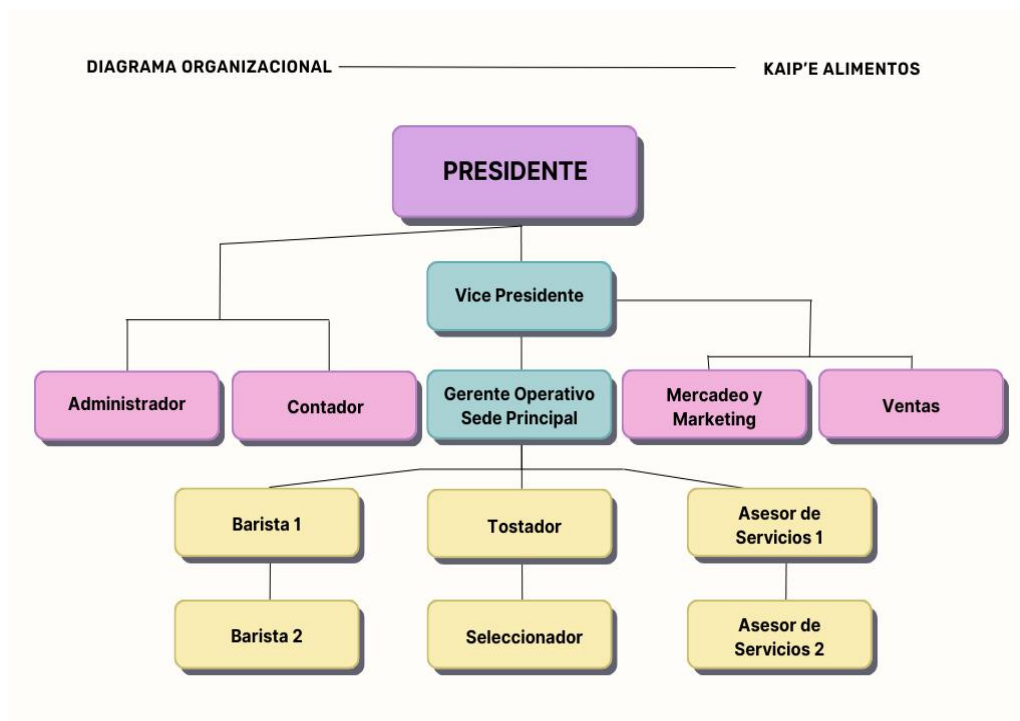 DIAGRAMA ORGANIZACIONAL
KAIP'E ALIMENTOS
PRESIDENTE
Vice Presidente
Administrador
Contador
Gerente Operativo
Sede Principal
Mercadeo y
Marketing
Ventas
Barista 1
Tostador
Asesor de
Servicios 1
Barista 2
Seleccionador
Asesor de
Servicios 2